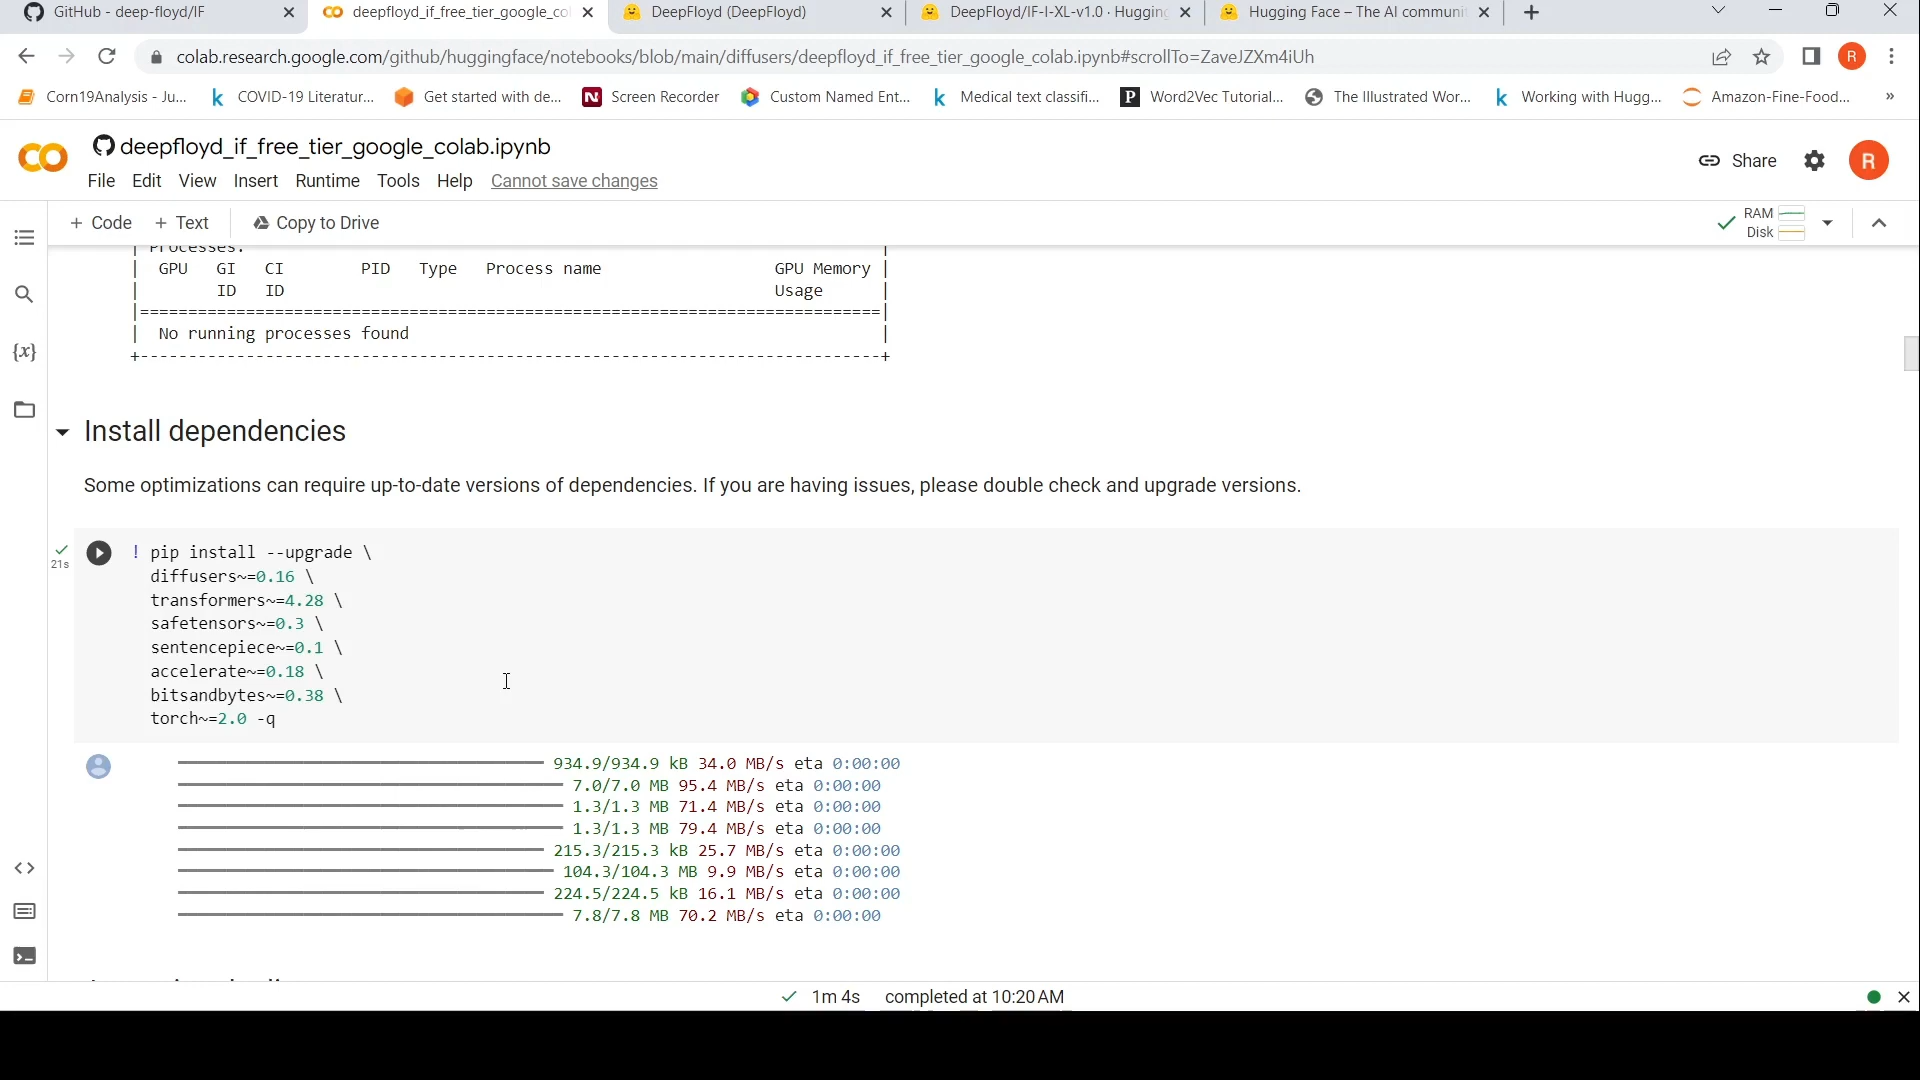 GitHub - deep-floyd/IF
deepfloyd_if_free_tier_google_co
DeepFloyd (DeepFloyd)
DeepFloyd/IF-I-XL-v1.0 · Hugging
Hugging Face – The AI communit
colab.research.google.com/github/huggingface/notebooks/blob/main/diffusers/deepfloyd_if_free_tier_google_colab.ipynb#scrollTo=ZaveJZXm4iUh
R
Corn19Analysis - Ju...
COVID-19 Literatur...
Get started with de...
Screen Recorder
Custom Named Ent...
Medical text classifi...
Word2Vec Tutorial...
The Illustrated Wor...
Working with Hugg...
Amazon-Fine-Food...
»
deepfloyd_if_free_tier_google_colab.ipynb
File Edit View Insert Runtime Tools Help Cannot save changes
Share
R
+ Code + Text Copy to Drive
RAM
Disk
| Processes: |
| GPU GI CI PID Type Process name GPU Memory |
| ID ID Usage |
|=============================================================================|
| No running processes found |
+-----------------------------------------------------------------------------+
Install dependencies
Some optimizations can require up-to-date versions of dependencies. If you are having issues, please double check and upgrade versions.
21s
! pip install --upgrade \
diffusers~=0.16 \
transformers~=4.28 \
safetensors~=0.3 \
sentencepiece~=0.1 \
accelerate~=0.18 \
bitsandbytes~=0.38 \
torch~=2.0 -q
934.9/934.9 kB 34.0 MB/s eta 0:00:00
7.0/7.0 MB 95.4 MB/s eta 0:00:00
1.3/1.3 MB 71.4 MB/s eta 0:00:00
1.3/1.3 MB 79.4 MB/s eta 0:00:00
215.3/215.3 kB 25.7 MB/s eta 0:00:00
104.3/104.3 MB 9.9 MB/s eta 0:00:00
224.5/224.5 kB 16.1 MB/s eta 0:00:00
7.8/7.8 MB 70.2 MB/s eta 0:00:00
1m 4s completed at 10:20 AM